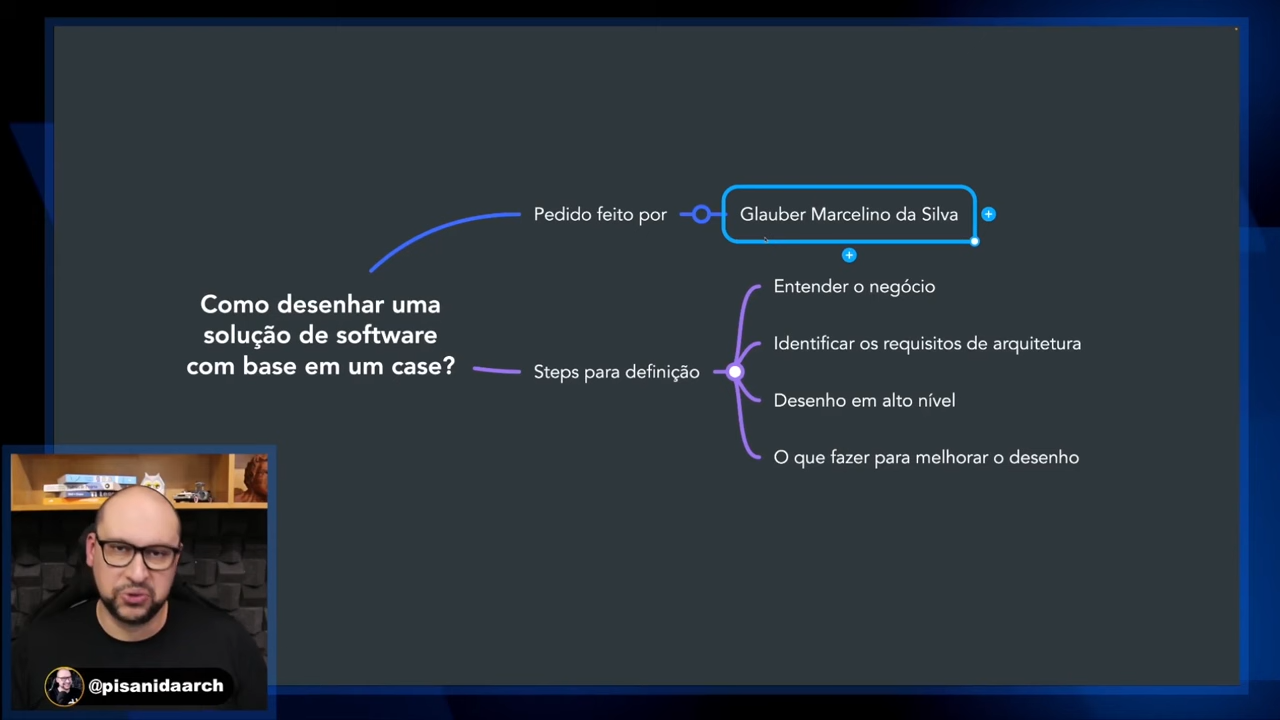 Pedido feito por
Glauber Marcelino da Silva
Como desenhar uma
solução de software
com base em um case?
Steps para definição
Entender o negócio
Identificar os requisitos de arquitetura
Desenho em alto nível
O que fazer para melhorar o desenho
@pisanidaarch